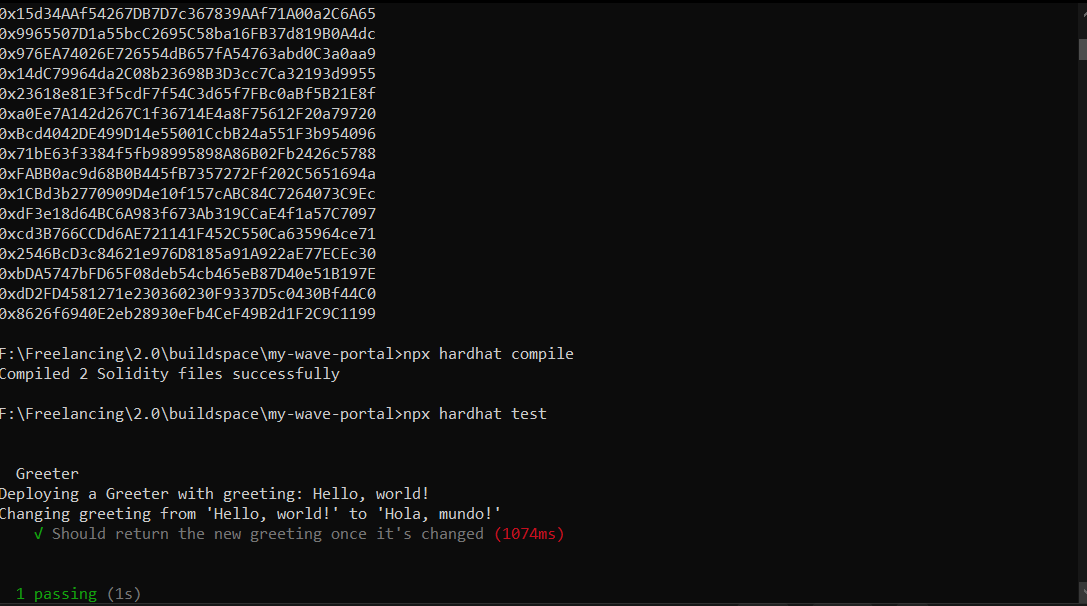 0x15d34AAf54267DB7D7c367839AAf71A00a2C6A65
0x9965507D1a55bcC2695C58ba16FB37d819B0A4dc
0x976EA74026E726554dB657fA54763abd0C3a0aa9
0x14dC79964da2C08b23698B3D3cc7Ca32193d9955
0x23618e81E3f5cdF7f54C3d65f7FBc0aBf5B21E8f
0xa0Ee7A142d267C1f36714E4a8F75612F20a79720
0xBcd4042DE499D14e55001CcbB24a551F3b954096
0x71bE63f3384f5fb98995898A86B02Fb2426c5788
0xFABB0ac9d68B0B445fB7357272Ff202C5651694a
0x1CBd3b2770909D4e10f157cABC84C7264073C9Ec
0xdF3e18d64BC6A983f673Ab319CCaE4f1a57C7097
0xcd3B766CCDd6AE721141F452C550Ca635964ce71
0x2546BcD3c84621e976D8185a91A922aE77ECEc30
0xbDA5747bFD65F08deb54cb465eB87D40e51B197E
0xdD2FD4581271e230360230F9337D5c0430Bf44C0
0x8626f6940E2eb28930eFb4CeF49B2d1F2C9C1199
F:\Freelancing\2.0\buildspace\my-wave-portal>npx hardhat compile
Compiled 2 Solidity files successfully
F:\Freelancing\2.0\buildspace\my-wave-portal>npx hardhat test
Greeter
Deploying a Greeter with greeting: Hello, world!
Changing greeting from 'Hello, world!' to 'Hola, mundo!'
√ Should return the new greeting once it's changed (1074ms)
1 passing (1s)